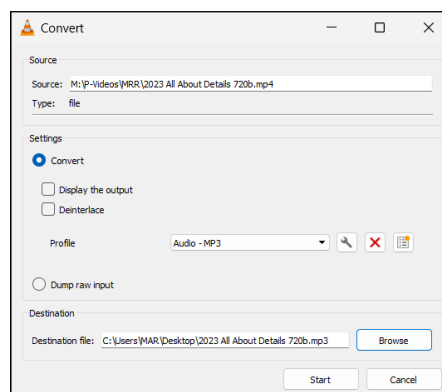 Convert
Source
Source: M:\P-Videos\MRR\2023 All About Details 720b.mp4
Type: file
Settings
Convert
Display the output
Deinterlace
Profile Audio - MP3
Dump raw input
Destination
Destination file: C:\Users\MAR\Desktop\2023 All About Details 720b.mp3 Browse
Start Cancel